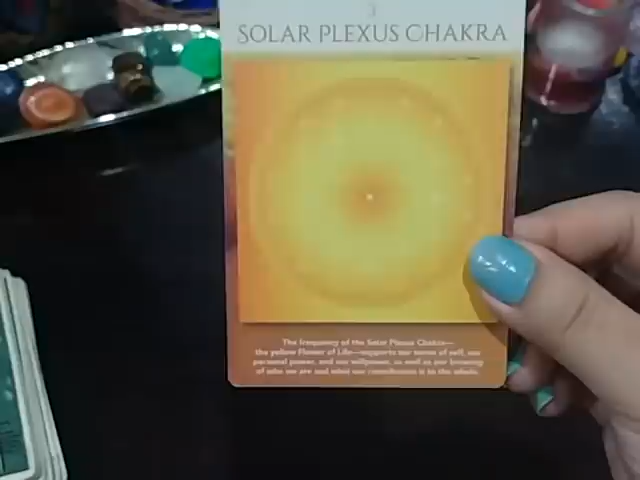 3
SOLAR PLEXUS CHAKRA
The frequency of the Solar Plexus Chakra—
the yellow Flower of Life—supports our sense of self, our
personal power, and our willpower, as well as our knowing
of who we are and what our contribution is to the whole.